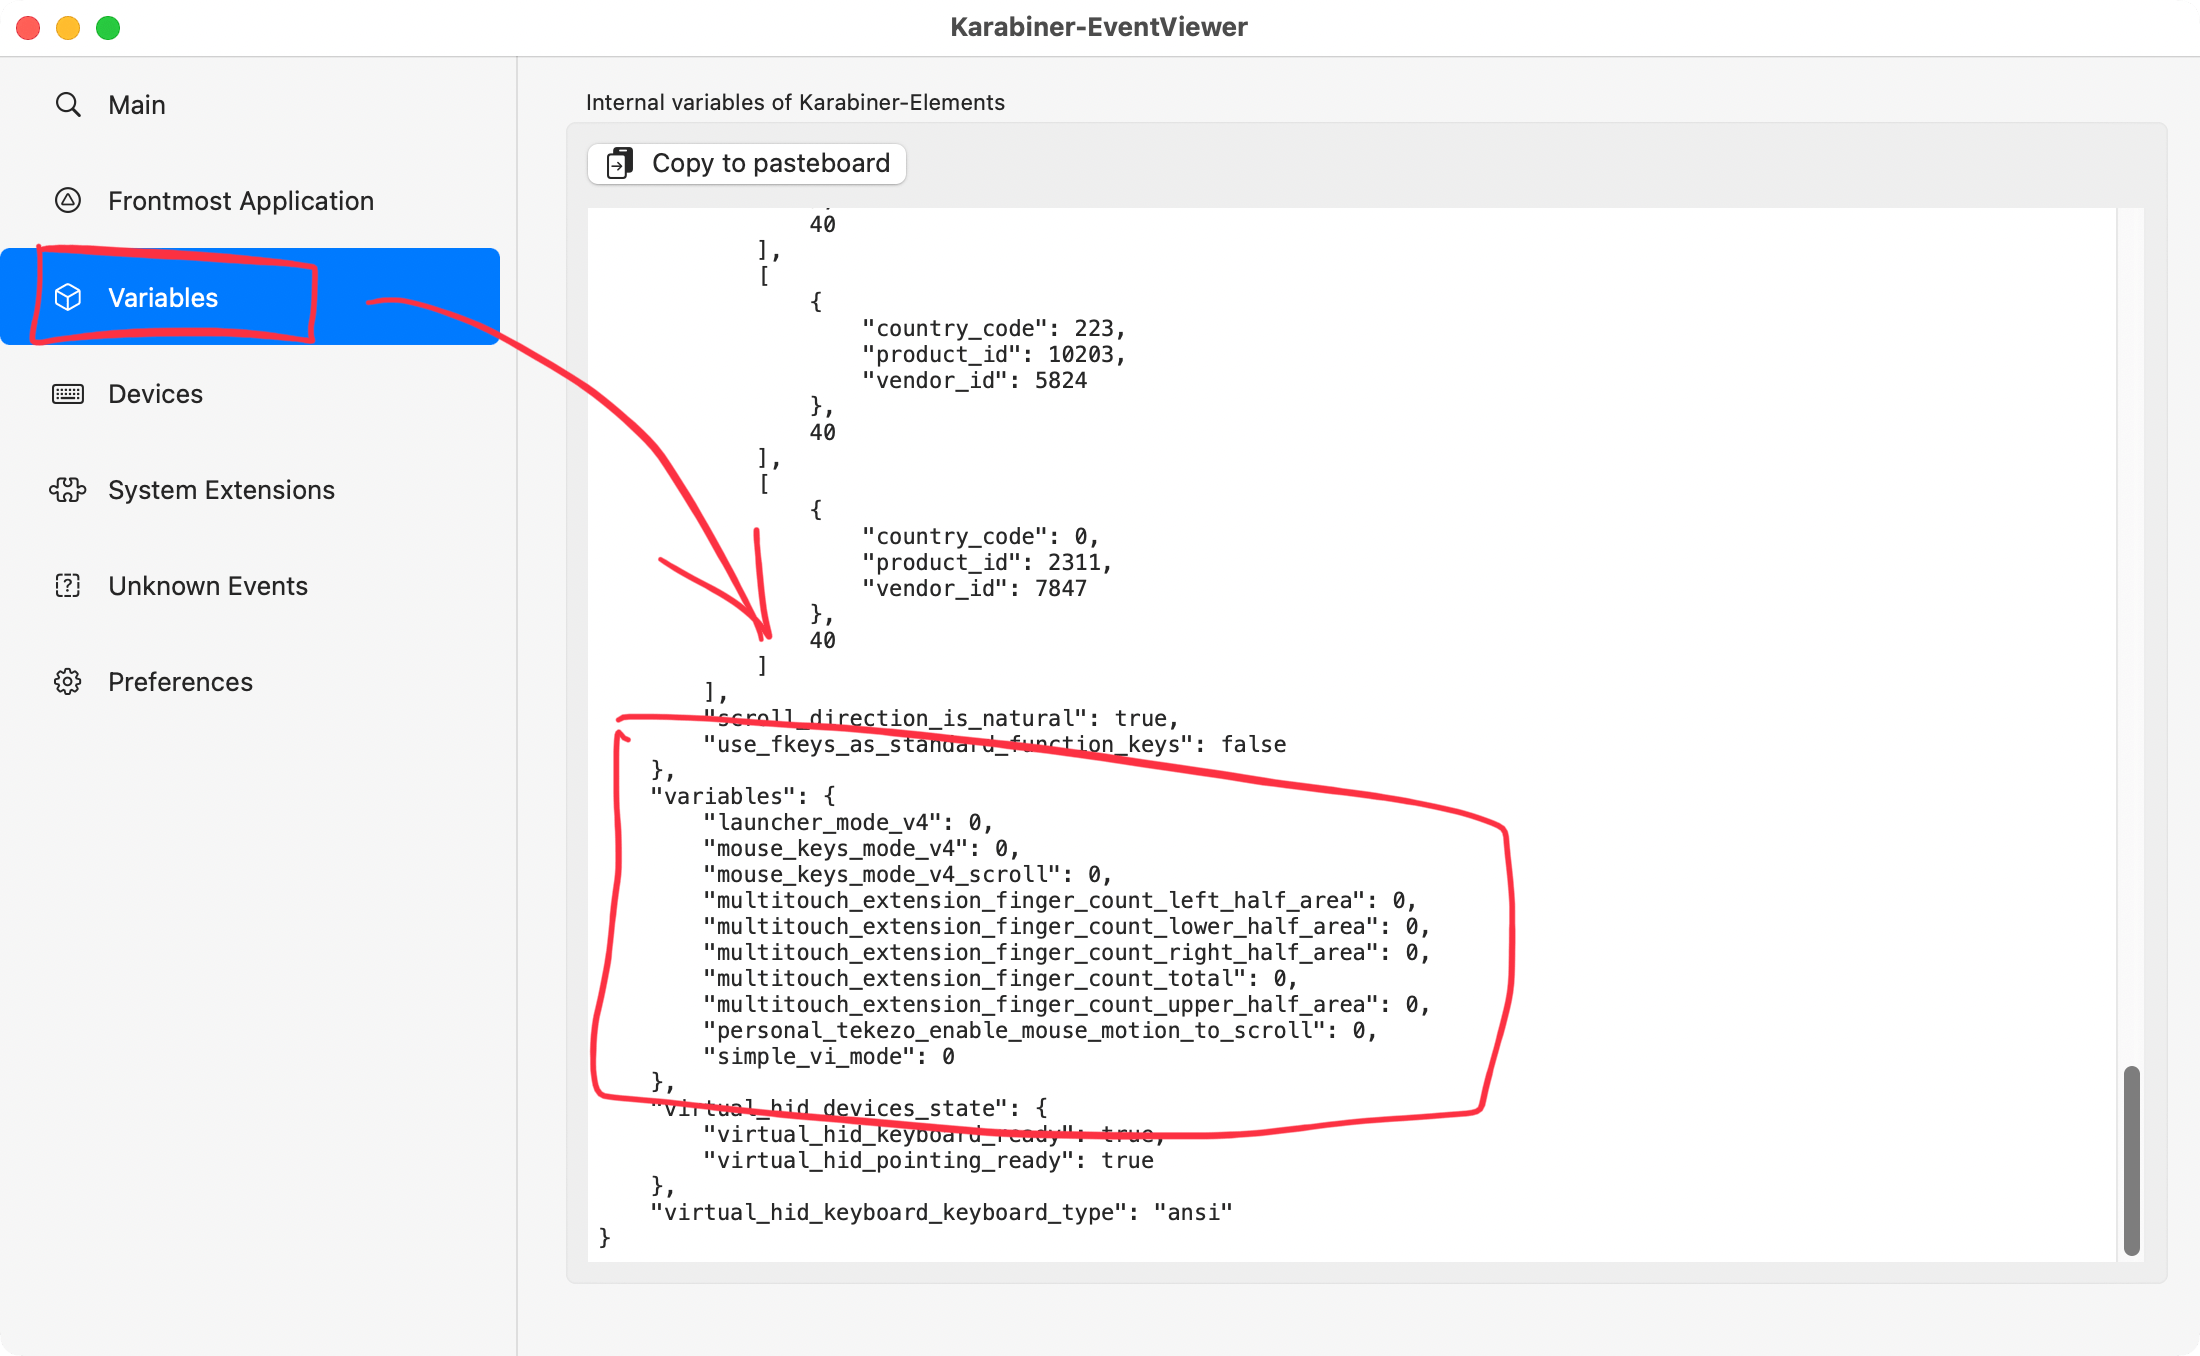 Karabiner-EventViewer
Main
Frontmost Application
Variables
Devices
System Extensions
Unknown Events
Preferences
Internal variables of Karabiner-Elements
Copy to pasteboard
40
],
[
{
"country_code": 223,
"product_id": 10203,
"vendor_id": 5824
},
40
],
[
{
"country_code": 0,
"product_id": 2311,
"vendor_id": 7847
},
40
]
],
"scroll_direction_is_natural": true,
"use_fkeys_as_standard_function_keys": false
},
"variables": {
"launcher_mode_v4": 0,
"mouse_keys_mode_v4": 0,
"mouse_keys_mode_v4_scroll": 0,
"multitouch_extension_finger_count_left_half_area": 0,
"multitouch_extension_finger_count_lower_half_area": 0,
"multitouch_extension_finger_count_right_half_area": 0,
"multitouch_extension_finger_count_total": 0,
"multitouch_extension_finger_count_upper_half_area": 0,
"personal_tekezo_enable_mouse_motion_to_scroll": 0,
"simple_vi_mode": 0
},
"virtual_hid_devices_state": {
"virtual_hid_keyboard_ready": true,
"virtual_hid_pointing_ready": true
},
"virtual_hid_keyboard_keyboard_type": "ansi"
}